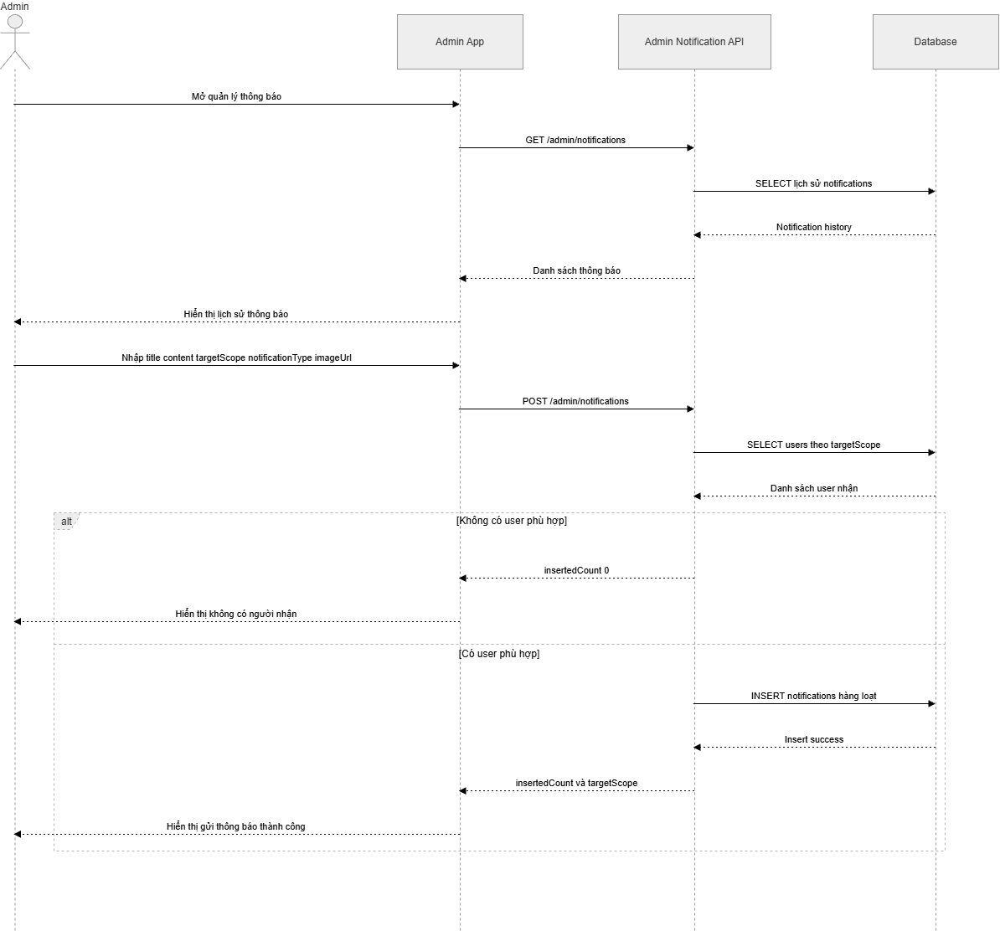 Admin
Admin App
Admin Notification API
Database
Mở quản lý thông báo
GET /admin/notifications
SELECT lịch sử notifications
Notification history
Danh sách thông báo
Hiển thị lịch sử thông báo
Nhập title content targetScope notificationType imageUrl
POST /admin/notifications
SELECT users theo targetScope
Danh sách user nhận
alt
[Không có user phù hợp]
insertedCount 0
Hiển thị không có người nhận
[Có user phù hợp]
INSERT notifications hàng loạt
Insert success
insertedCount và targetScope
Hiển thị gửi thông báo thành công